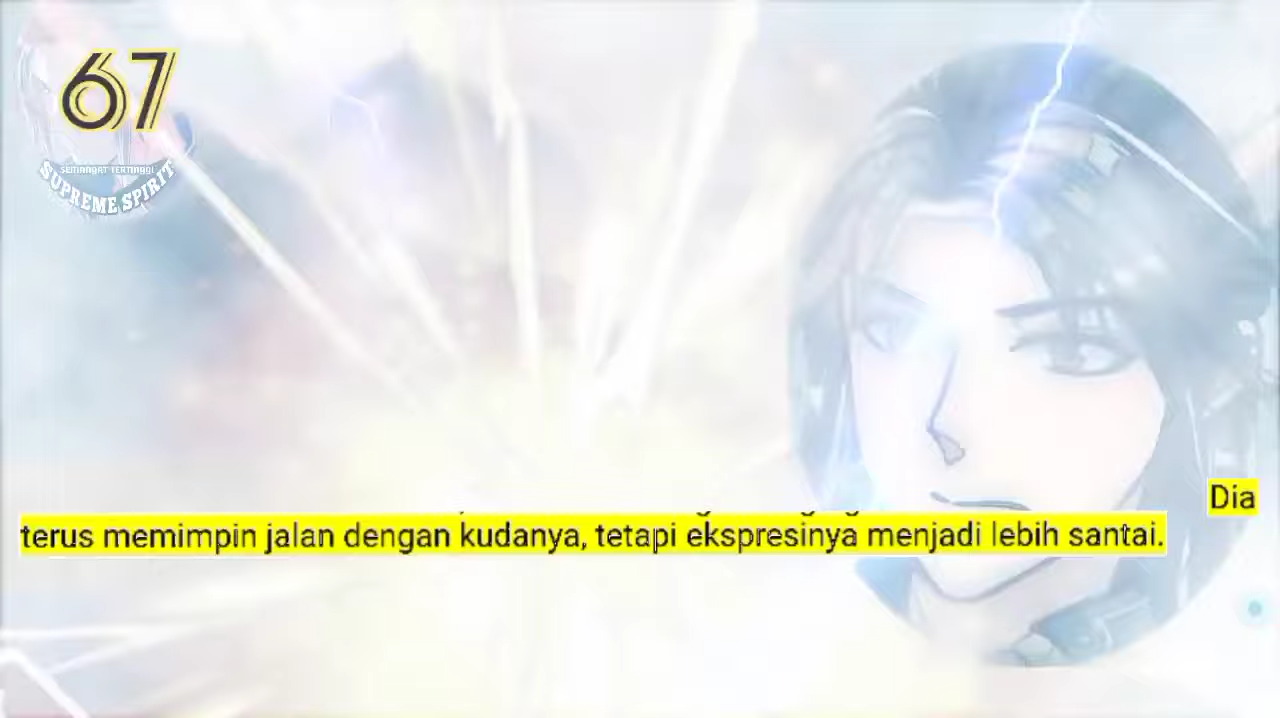 67
SEMANGAT TERTINGGI
SUPREME SPIRIT
Dia
terus memimpin jalan dengan kudanya, tetapi ekspresinya menjadi lebih santai.